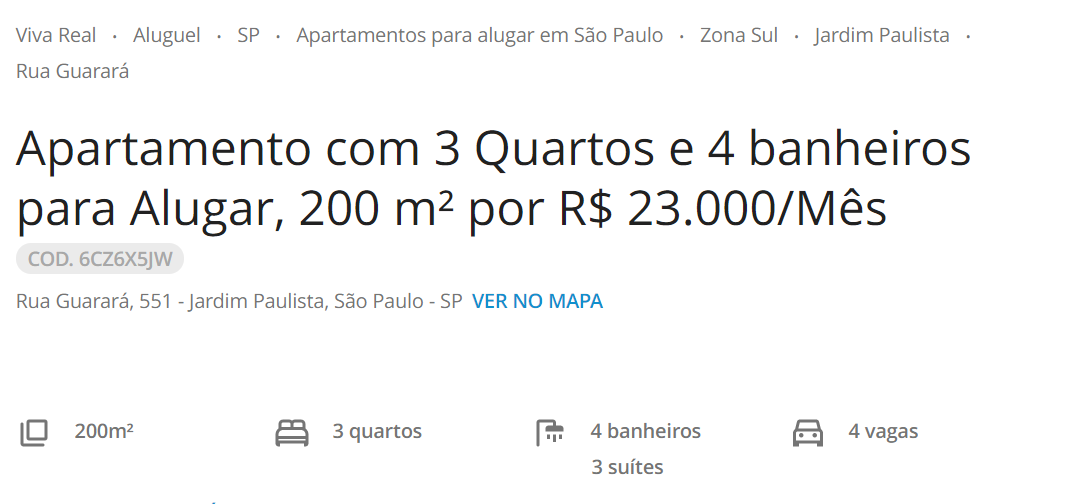 Viva Real • Aluguel • SP • Apartamentos para alugar em São Paulo • Zona Sul • Jardim Paulista •
Rua Guarará
Apartamento com 3 Quartos e 4 banheiros
para Alugar, 200 m² por R$ 23.000/Mês
COD. 6CZ6X5JW
Rua Guarará, 551 - Jardim Paulista, São Paulo - SP VER NO MAPA
200m² 3 quartos 4 banheiros 4 vagas
3 suítes